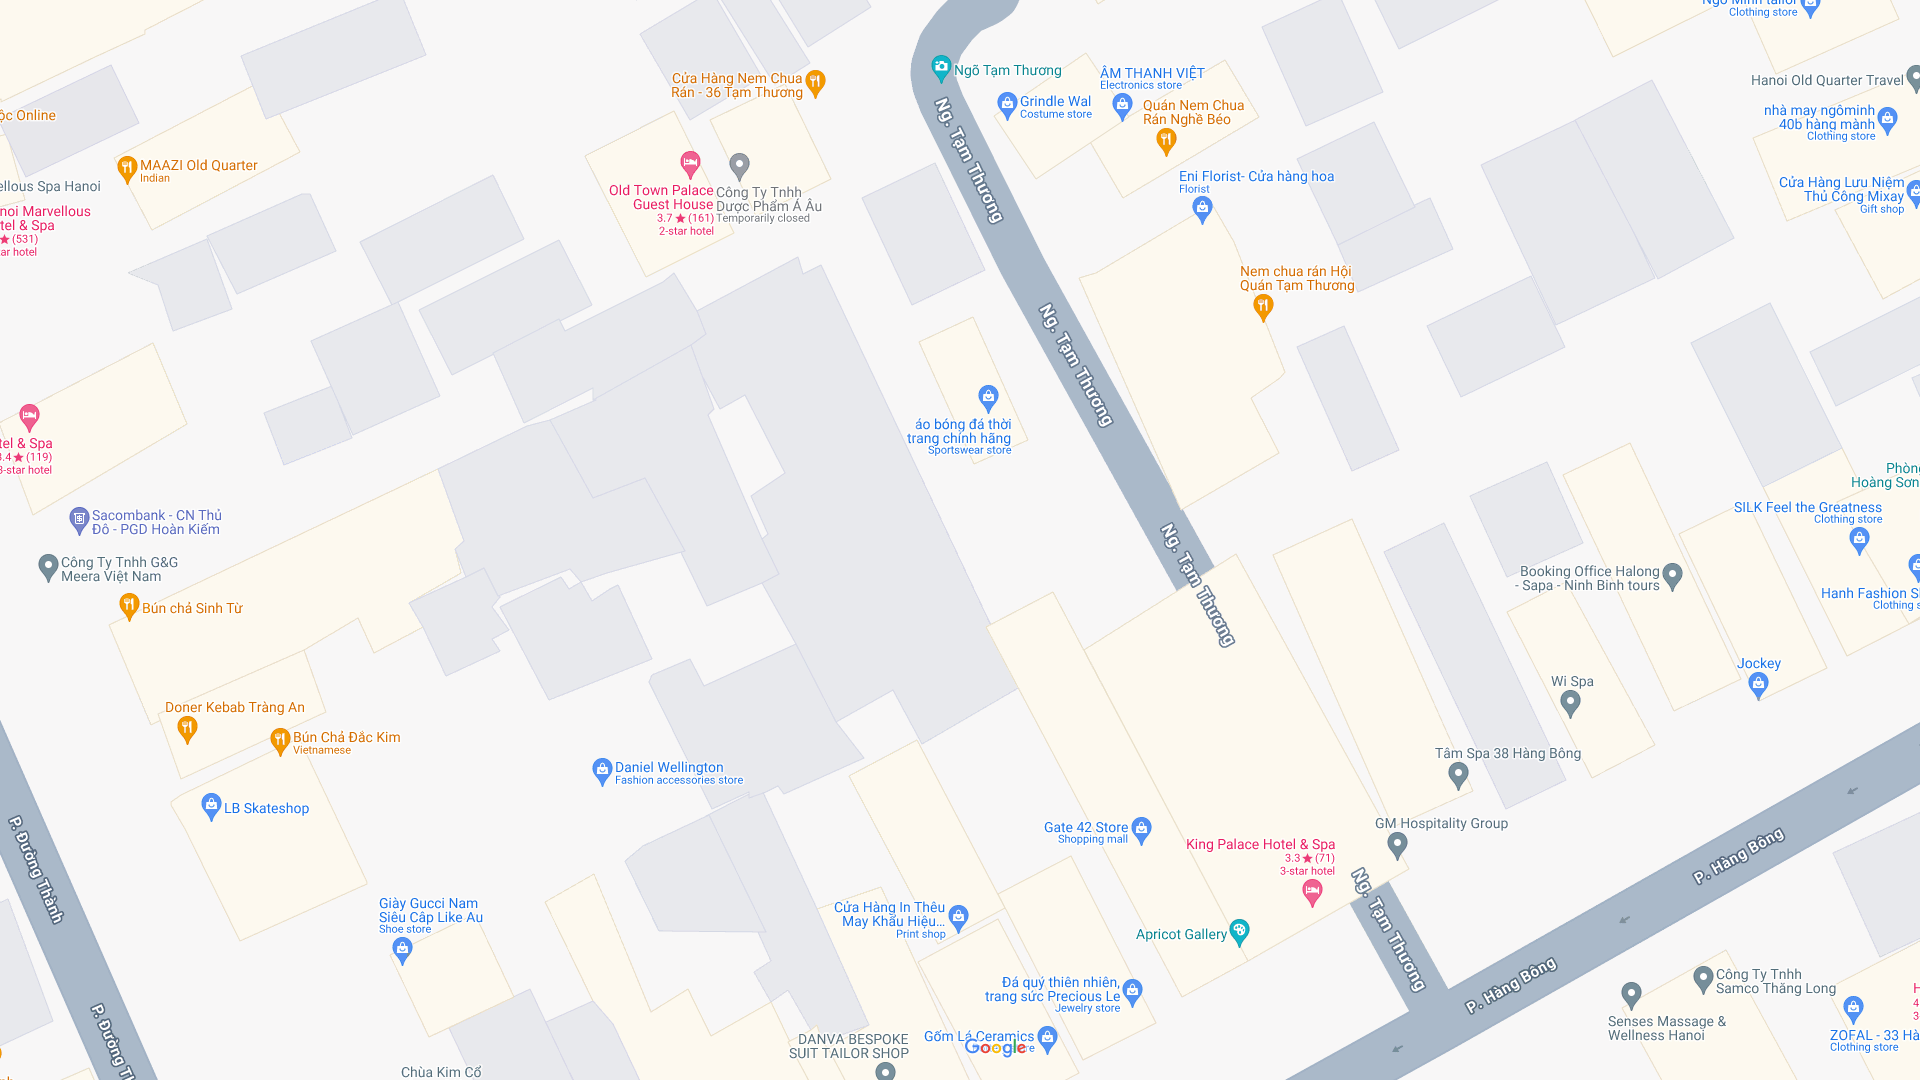 Ngo Minh tailor
Clothing store
Ngõ Tạm Thương
ÂM THANH VIỆT
Electronics store
Cửa Hàng Nem Chua
Rán - 36 Tạm Thương
Grindle Wal
Costume store
Quán Nem Chua
Rán Nghề Béo
Hanoi Old Quarter Travel
nhà may ngôminh
40b hàng mành
Clothing store
ộc Online
MAAZI Old Quarter
Indian
Ng. Tạm Thương
ellous Spa Hanoi
noi Marvellous
tel & Spa
(531)
ar hotel
Old Town Palace
Guest House
3.7 ★ (161)
2-star hotel
Công Ty Tnhh
Dược Phẩm Á Âu
Temporarily closed
Eni Florist- Cửa hàng hoa
Florist
Cửa Hàng Lưu Niệm
Thủ Công Mixay
Gift shop
Nem chua rán Hội
Quán Tạm Thương
Ng. Tạm Thương
áo bóng đá thời
trang chính hãng
Sportswear store
tel & Spa
3.4 ★ (119)
3-star hotel
Phòng
Hoàng Sơn
SILK Feel the Greatness
Clothing store
Sacombank - CN Thủ
Đô - PGD Hoàn Kiếm
Công Ty Tnhh G&G
Meera Việt Nam
Ng. Tạm Thương
Booking Office Halong
- Sapa - Ninh Binh tours
Hanh Fashion S
Clothing s
Bún chả Sinh Từ
Jockey
Wi Spa
Doner Kebab Tràng An
Bún Chả Đắc Kim
Vietnamese
Tâm Spa 38 Hàng Bông
Daniel Wellington
Fashion accessories store
LB Skateshop
Gate 42 Store
Shopping mall
GM Hospitality Group
King Palace Hotel & Spa
3.3 ★ (71)
3-star hotel
P. Đường Thành
P. Hàng Bông
Giày Gucci Nam
Siêu Cấp Like Au
Shoe store
Cửa Hàng In Thêu
May Khẩu Hiệu...
Print shop
Apricot Gallery
Ng. Tạm Thương
P. Hàng Bông
Đá quý thiên nhiên,
trang sức Precious Le
Jewelry store
Công Ty Tnhh
Samco Thăng Long
Senses Massage &
Wellness Hanoi
H
4
3-
ZOFAL - 33 Hà
Clothing store
P. Đường Th
DANVA BESPOKE
SUIT TAILOR SHOP
Gốm Lá Ceramics
re
Google
Chùa Kim Cổ